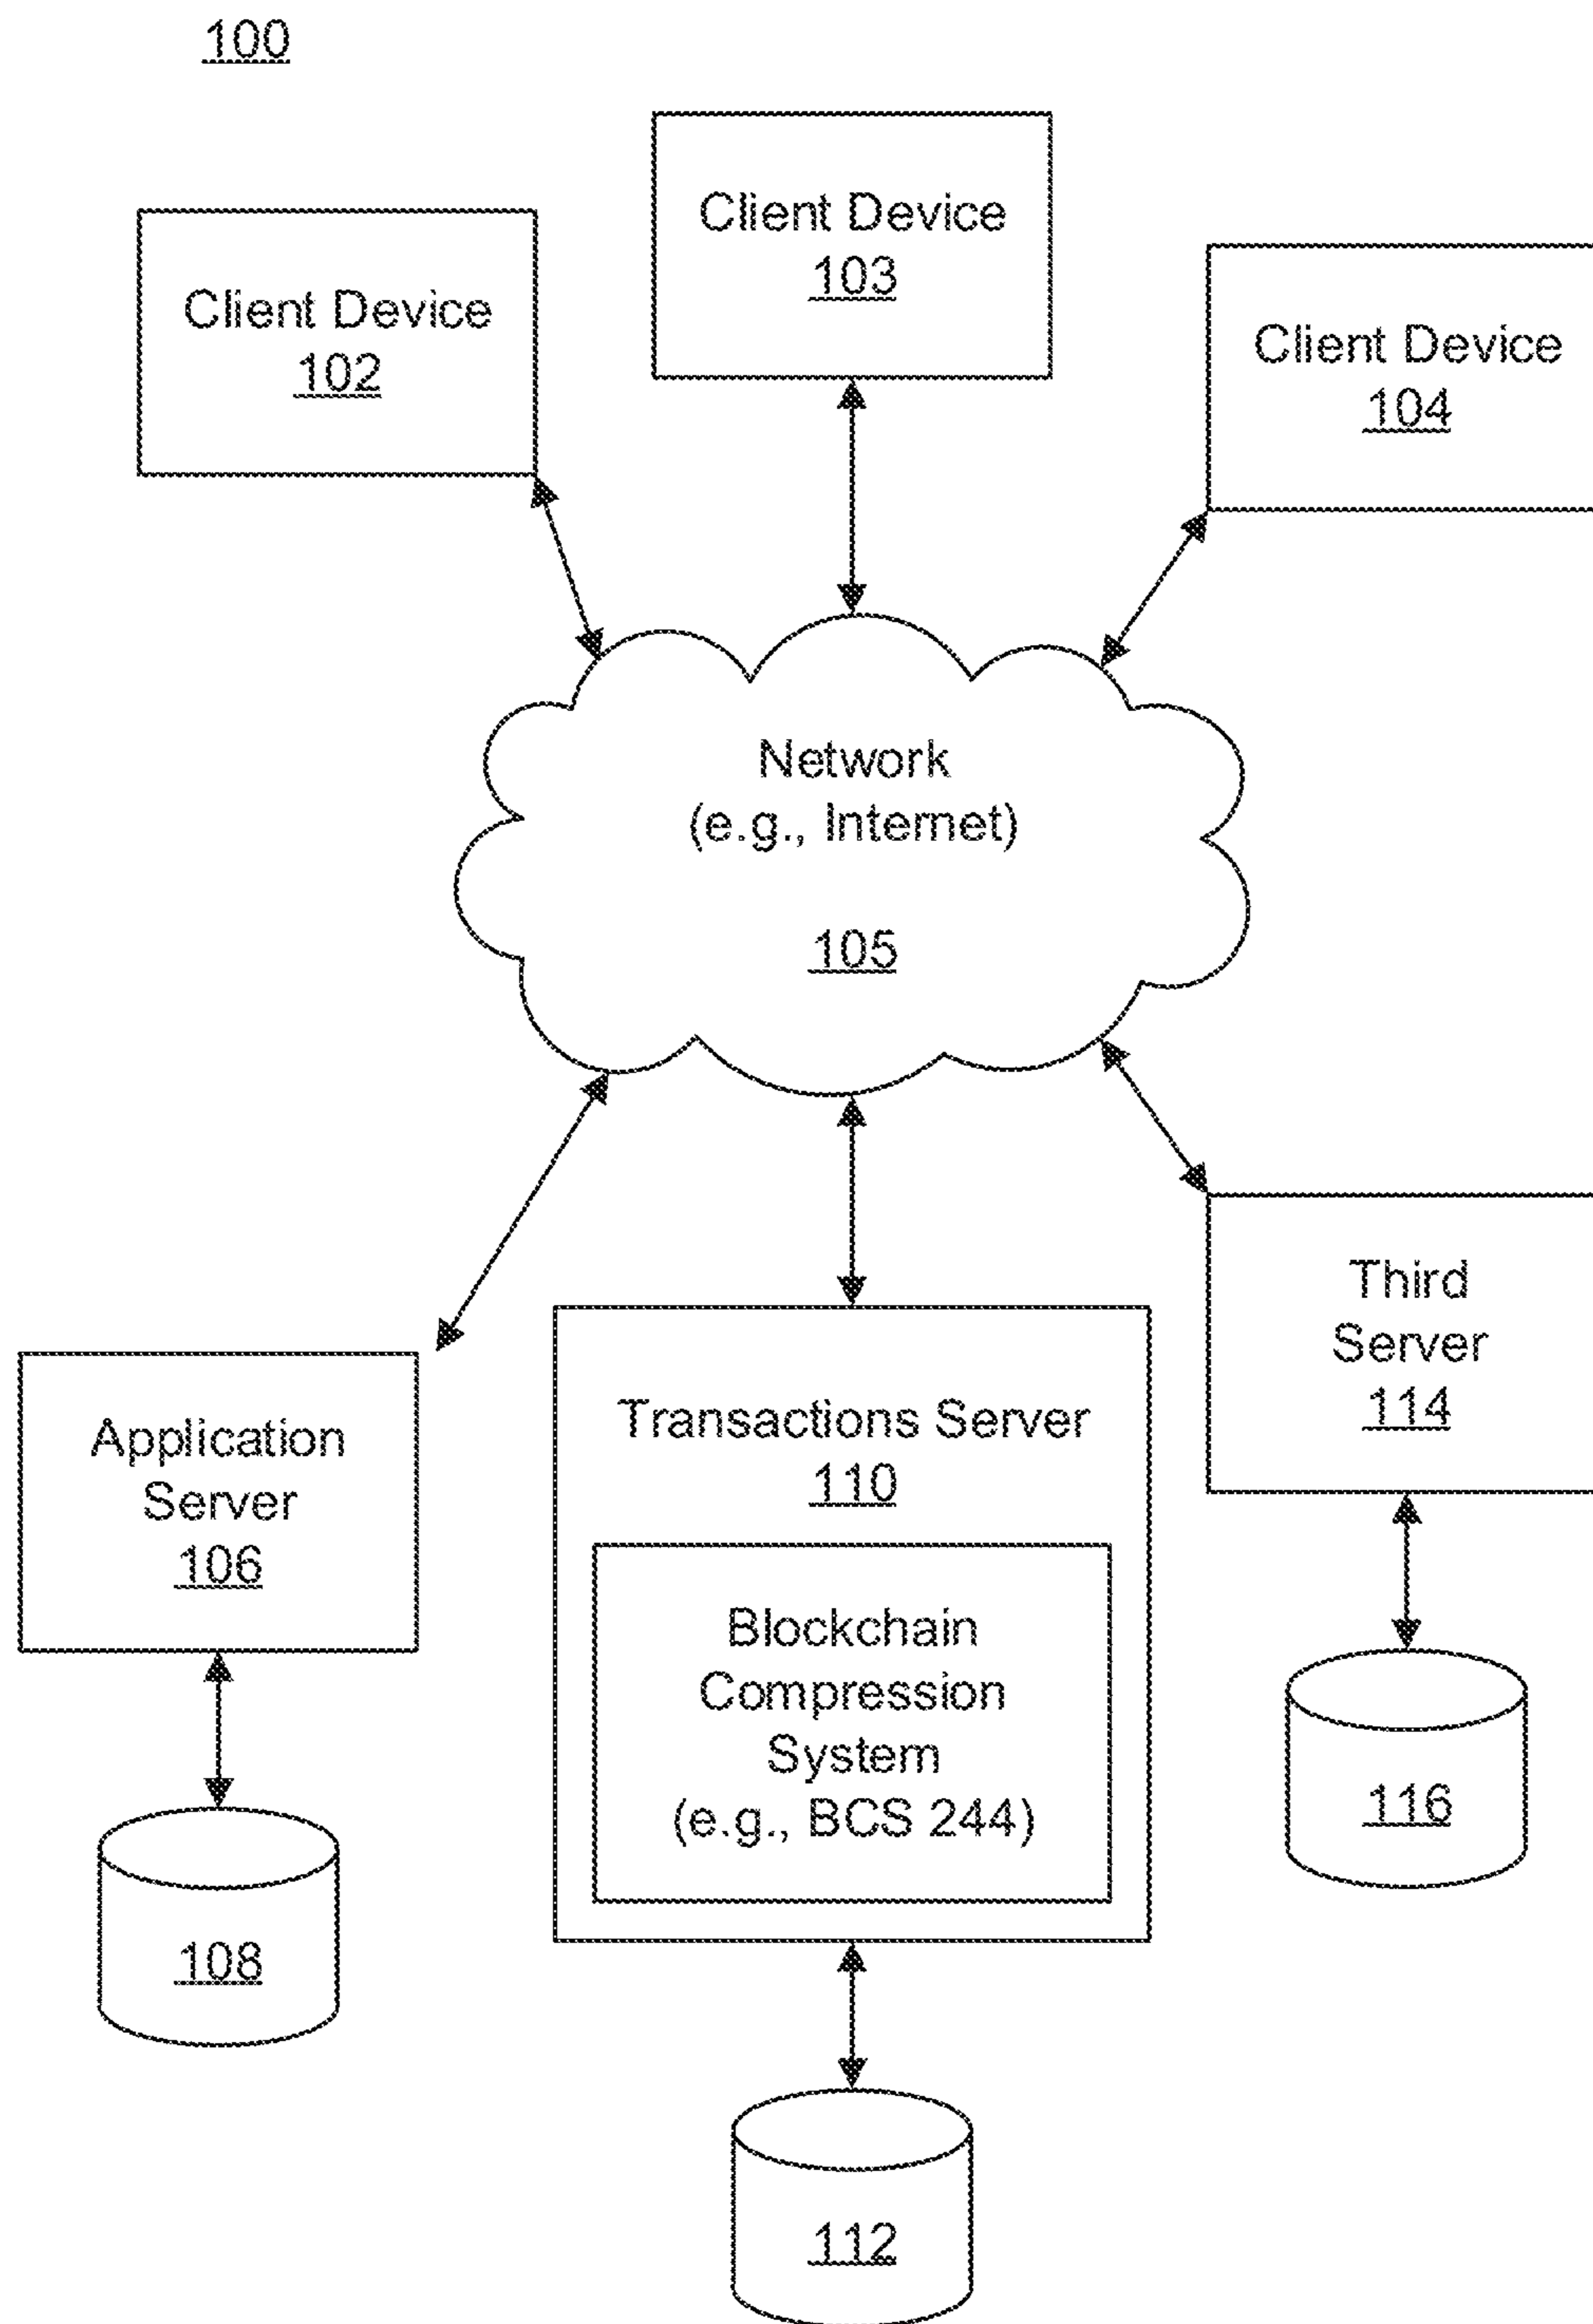 100
Client Device
103
Client Device
102
Client Device
104
Network
(e.g., Internet)
105
Third
Server
114
Transactions Server
110
Application
Server
106
Blockchain
Compression
System
(e.g., BCS 244)
116
108
112